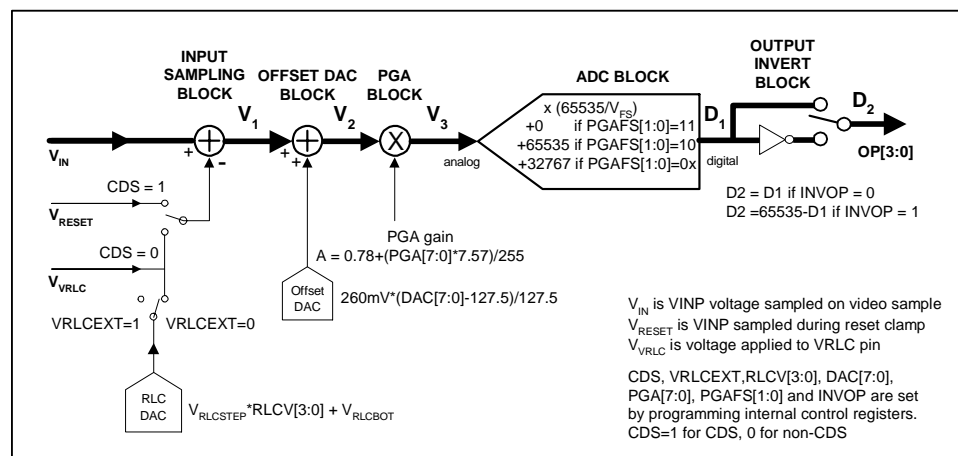 INPUT
SAMPLING
BLOCK
OFFSET DAC
BLOCK
PGA
BLOCK
ADC BLOCK
OUTPUT
INVERT
BLOCK
V1
V2
V3
D1
D2
x (65535/VFS)
+0 if PGAFS[1:0]=11
+65535 if PGAFS[1:0]=10
+32767 if PGAFS[1:0]=0x
analog
digital
VIN
+
-
+
+
+
+
X
OP[3:0]
CDS = 1
VRESET
CDS = 0
VVRLC
VRLCEXT=1
VRLCEXT=0
RLC
DAC
VRLCSTEP*RLCV[3:0] + VRLCBOT
PGA gain
A = 0.78+(PGA[7:0]*7.57)/255
Offset
DAC
260mV*(DAC[7:0]-127.5)/127.5
D2 = D1 if INVOP = 0
D2 =65535-D1 if INVOP = 1
VIN is VINP voltage sampled on video sample
VRESET is VINP sampled during reset clamp
VVRLC is voltage applied to VRLC pin
CDS, VRLCEXT,RLCV[3:0], DAC[7:0],
PGA[7:0], PGAFS[1:0] and INVOP are set
by programming internal control registers.
CDS=1 for CDS, 0 for non-CDS